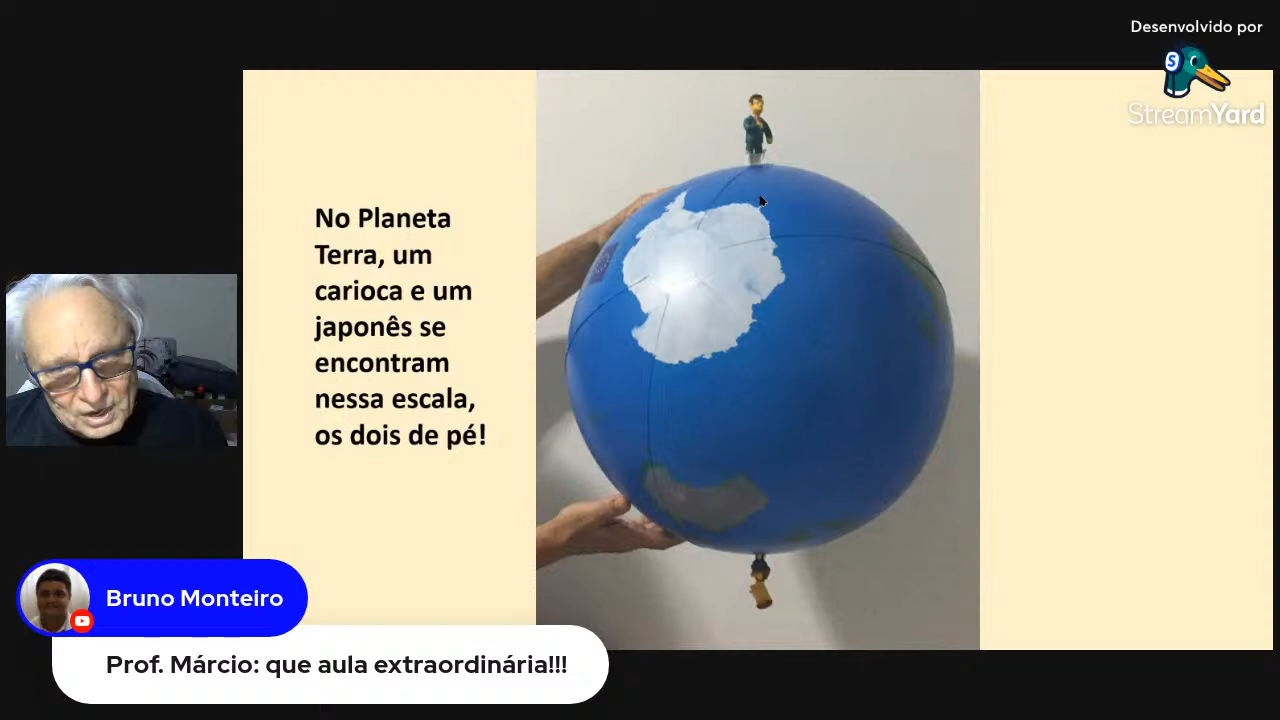 Desenvolvido por
S
StreamYard
No Planeta
Terra, um
carioca e um
japonês se
encontram
nessa escala,
os dois de pé!
Bruno Monteiro
Prof. Márcio: que aula extraordinária!!!